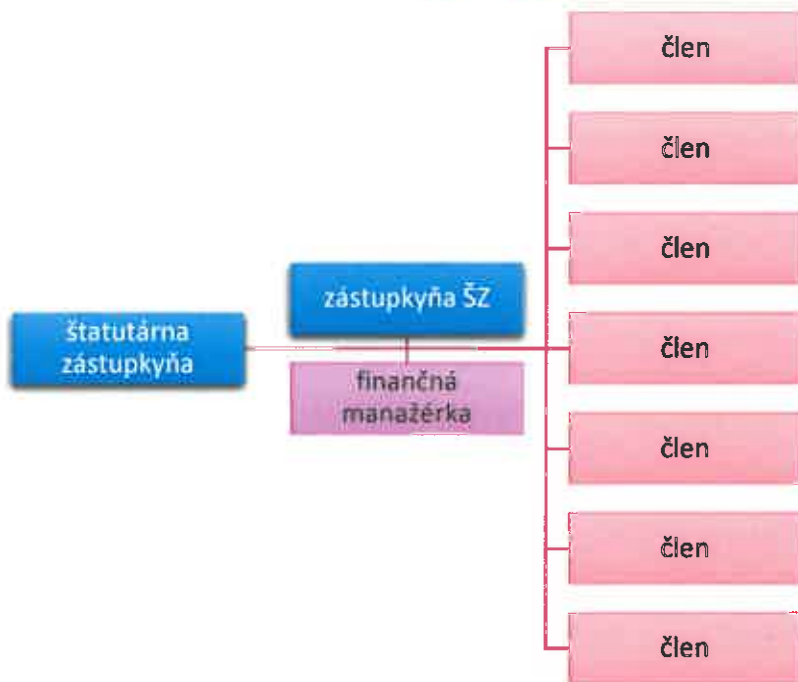 štatutárna
zástupkyňa
zástupkyňa ŠZ
finančná
manažérka
člen
člen
člen
člen
člen
člen
člen